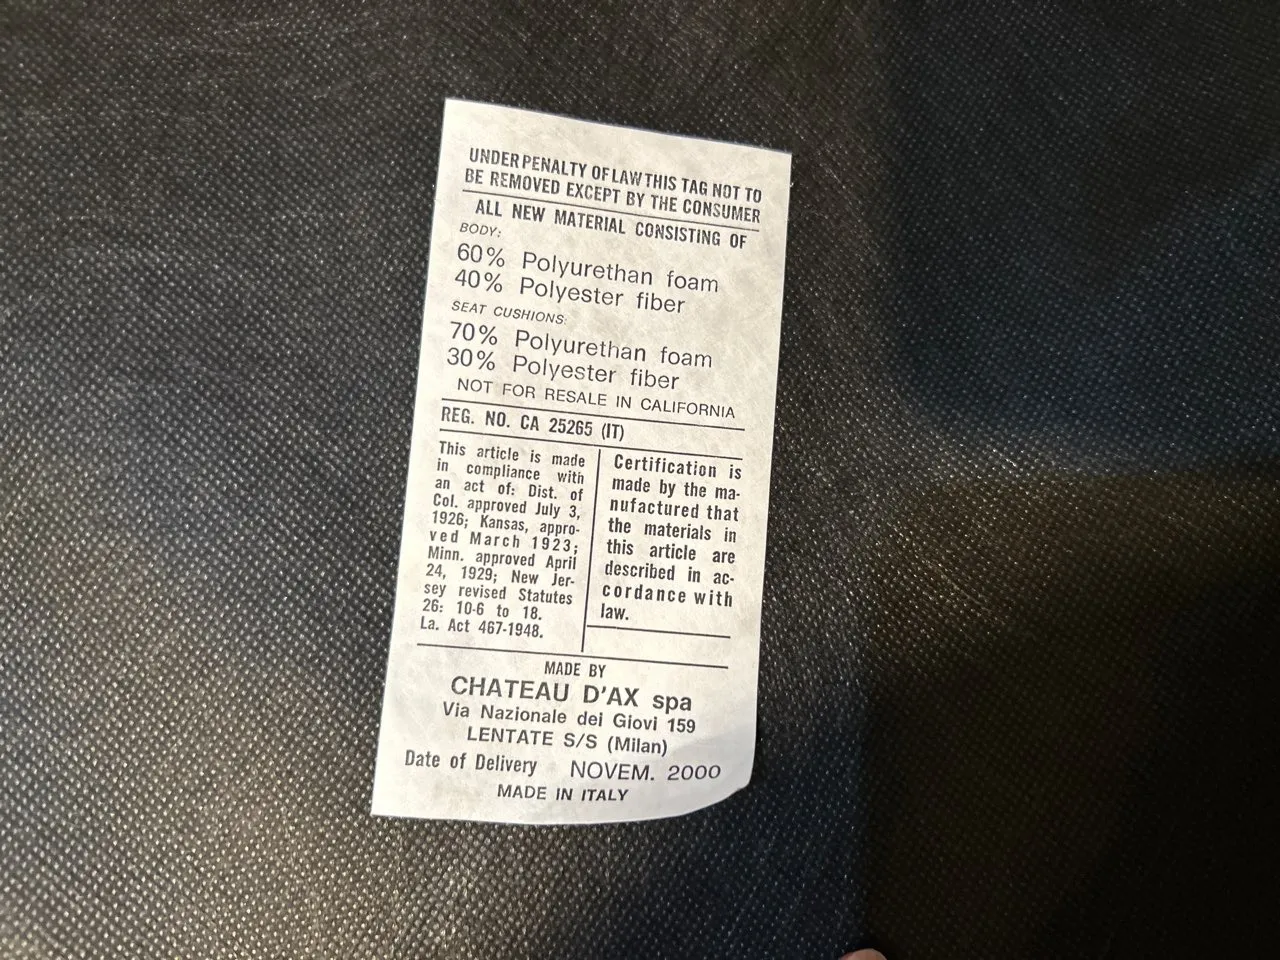 UNDER PENALTY OF LAW THIS TAG NOT TO
BE REMOVED EXCEPT BY THE CONSUMER
ALL NEW MATERIAL CONSISTING OF
BODY:
60% Polyurethan foam
40% Polyester fiber
SEAT CUSHIONS:
70% Polyurethan foam
30% Polyester fiber
NOT FOR RESALE IN CALIFORNIA
REG. NO. CA 25265 (IT)
This article is made
in compliance with
an act of: Dist. of
Col. approved July 3,
1926; Kansas, appro-
ved March 1923;
Minn. approved April
24, 1929; New Jer-
sey revised Statutes
26: 10-6 to 18.
La. Act 467-1948.
Certification is
made by the ma-
nufactured that
the materials in
this article are
described in ac-
cordance with
law.
MADE BY
CHATEAU D'AX spa
Via Nazionale dei Giovi 159
LENTATE S/S (Milan)
Date of Delivery NOVEM. 2000
MADE IN ITALY